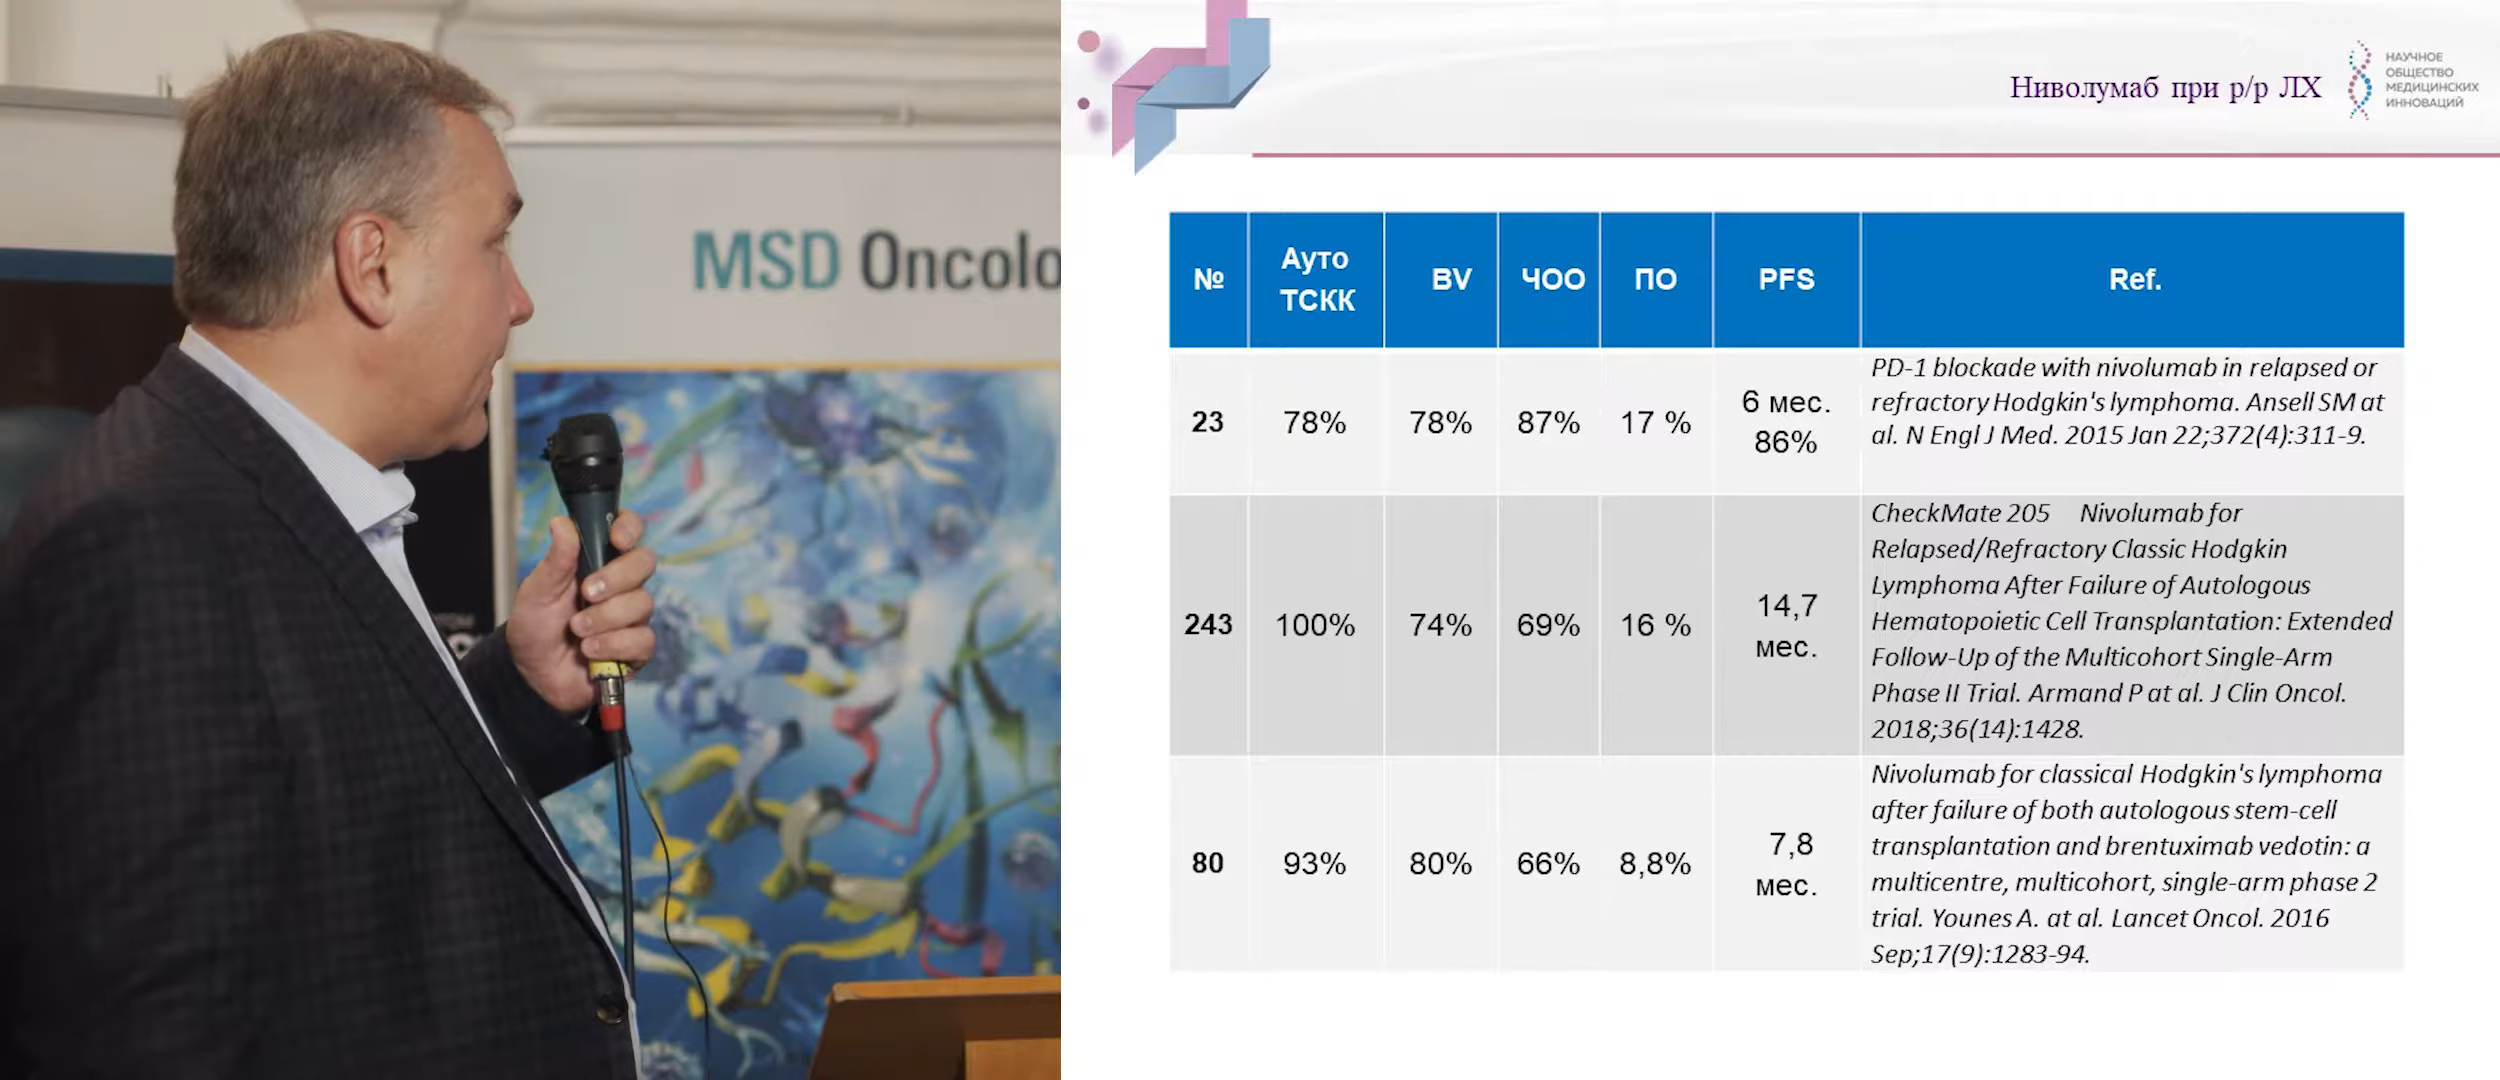 MSD Oncolo
Ниволумаб при р/р ЛХ
НАУЧНОЕ
ОБЩЕСТВО
МЕДИЦИНСКИХ
ИННОВАЦИЙ
№
Ауто
ТСКК
BV
ЧОО
ПО
PFS
Ref.
23
78%
78%
87%
17 %
6 мес.
86%
PD-1 blockade with nivolumab in relapsed or
refractory Hodgkin's lymphoma. Ansell SM at
al. N Engl J Med. 2015 Jan 22;372(4):311-9.
243
100%
74%
69%
16 %
14,7
мес.
CheckMate 205 Nivolumab for
Relapsed/Refractory Classic Hodgkin
Lymphoma After Failure of Autologous
Hematopoietic Cell Transplantation: Extended
Follow-Up of the Multicohort Single-Arm
Phase II Trial. Armand P at al. J Clin Oncol.
2018;36(14):1428.
80
93%
80%
66%
8,8%
7,8
мес.
Nivolumab for classical Hodgkin's lymphoma
after failure of both autologous stem-cell
transplantation and brentuximab vedotin: a
multicentre, multicohort, single-arm phase 2
trial. Younes A. at al. Lancet Oncol. 2016
Sep;17(9):1283-94.